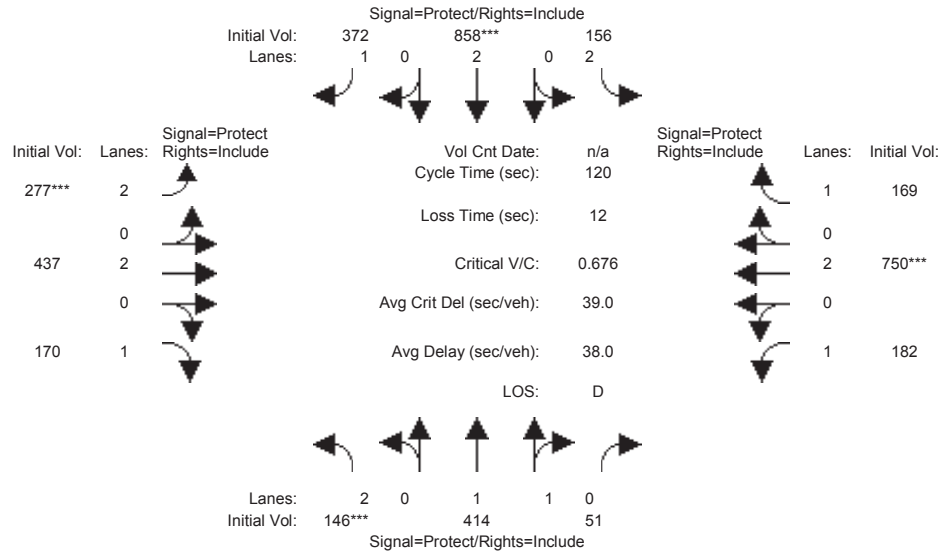 Signal=Protect/Rights=Include
Initial Vol: 372 858*** 156
Lanes: 1 0 2 0 2
Signal=Protect
Initial Vol: Lanes: Rights=Include
Vol Cnt Date: n/a
Signal=Protect
Rights=Include Lanes: Initial Vol:
Cycle Time (sec): 120
277*** 2
1 169
Loss Time (sec): 12
0
0
437 2
Critical V/C: 0.676
2 750***
0
Avg Crit Del (sec/veh): 39.0
0
170 1
Avg Delay (sec/veh): 38.0
1 182
LOS: D
Lanes: 2 0 1 1 0
Initial Vol: 146*** 414 51
Signal=Protect/Rights=Include